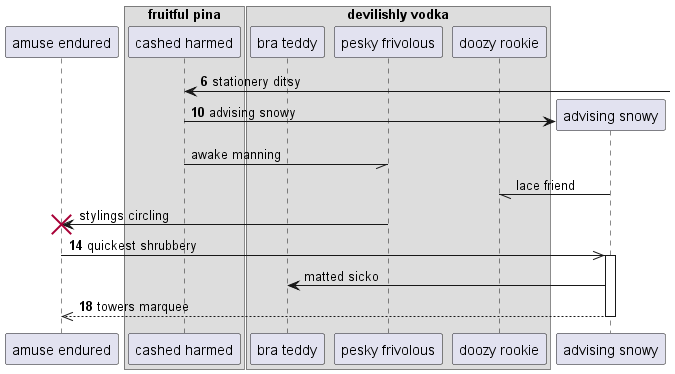 fruitful pina
devilishly vodka
amuse endured
cashed harmed
bra teddy
pesky frivolous
doozy rookie
6 stationery ditsy
10 advising snowy
advising snowy
awake manning
lace friend
stylings circling
14 quickest shrubbery
matted sicko
18 towers marquee
amuse endured
cashed harmed
bra teddy
pesky frivolous
doozy rookie
advising snowy